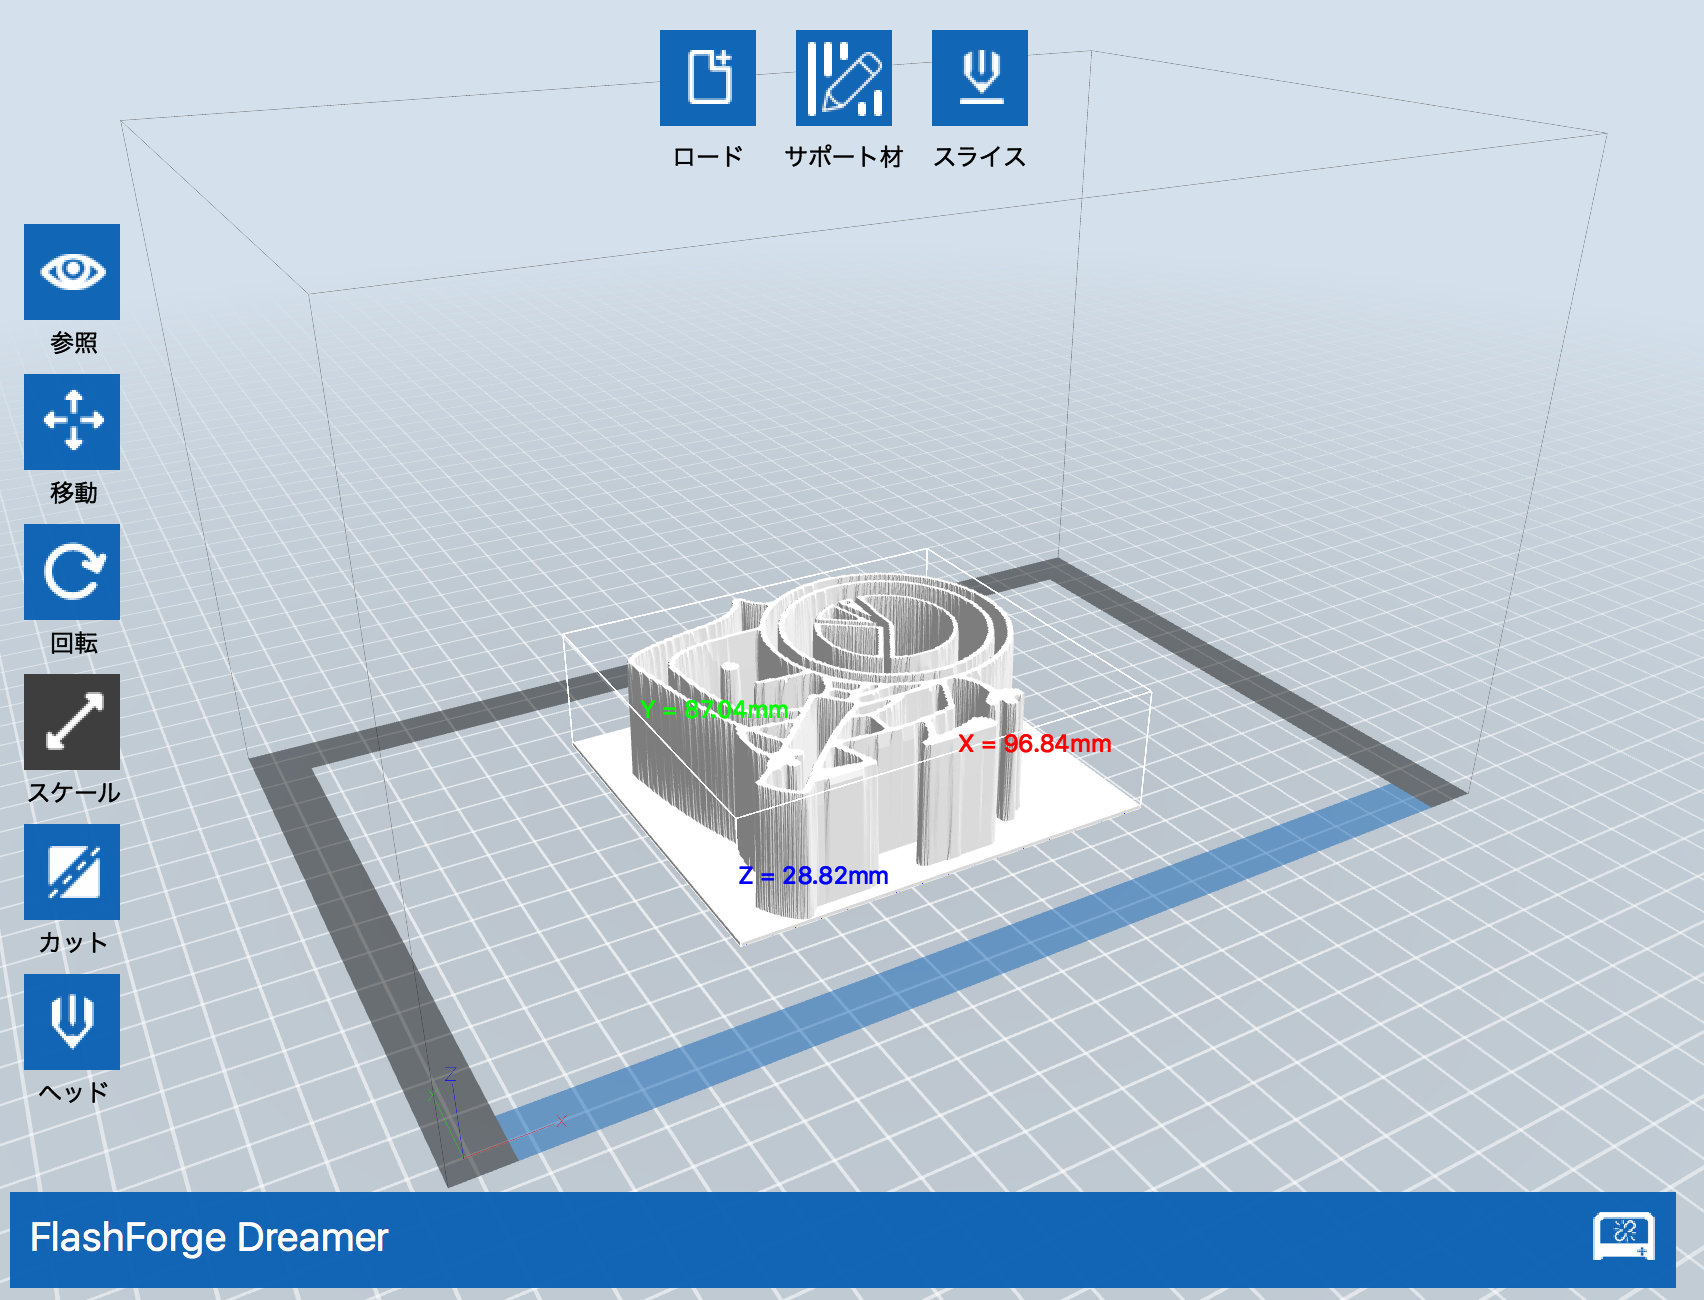 ロード
サポート材
スライス
参照
移動
回転
スケール
カット
ヘッド
Y = 87.04mm
X = 96.84mm
Z = 28.82mm
Z
Y
X
FlashForge Dreamer